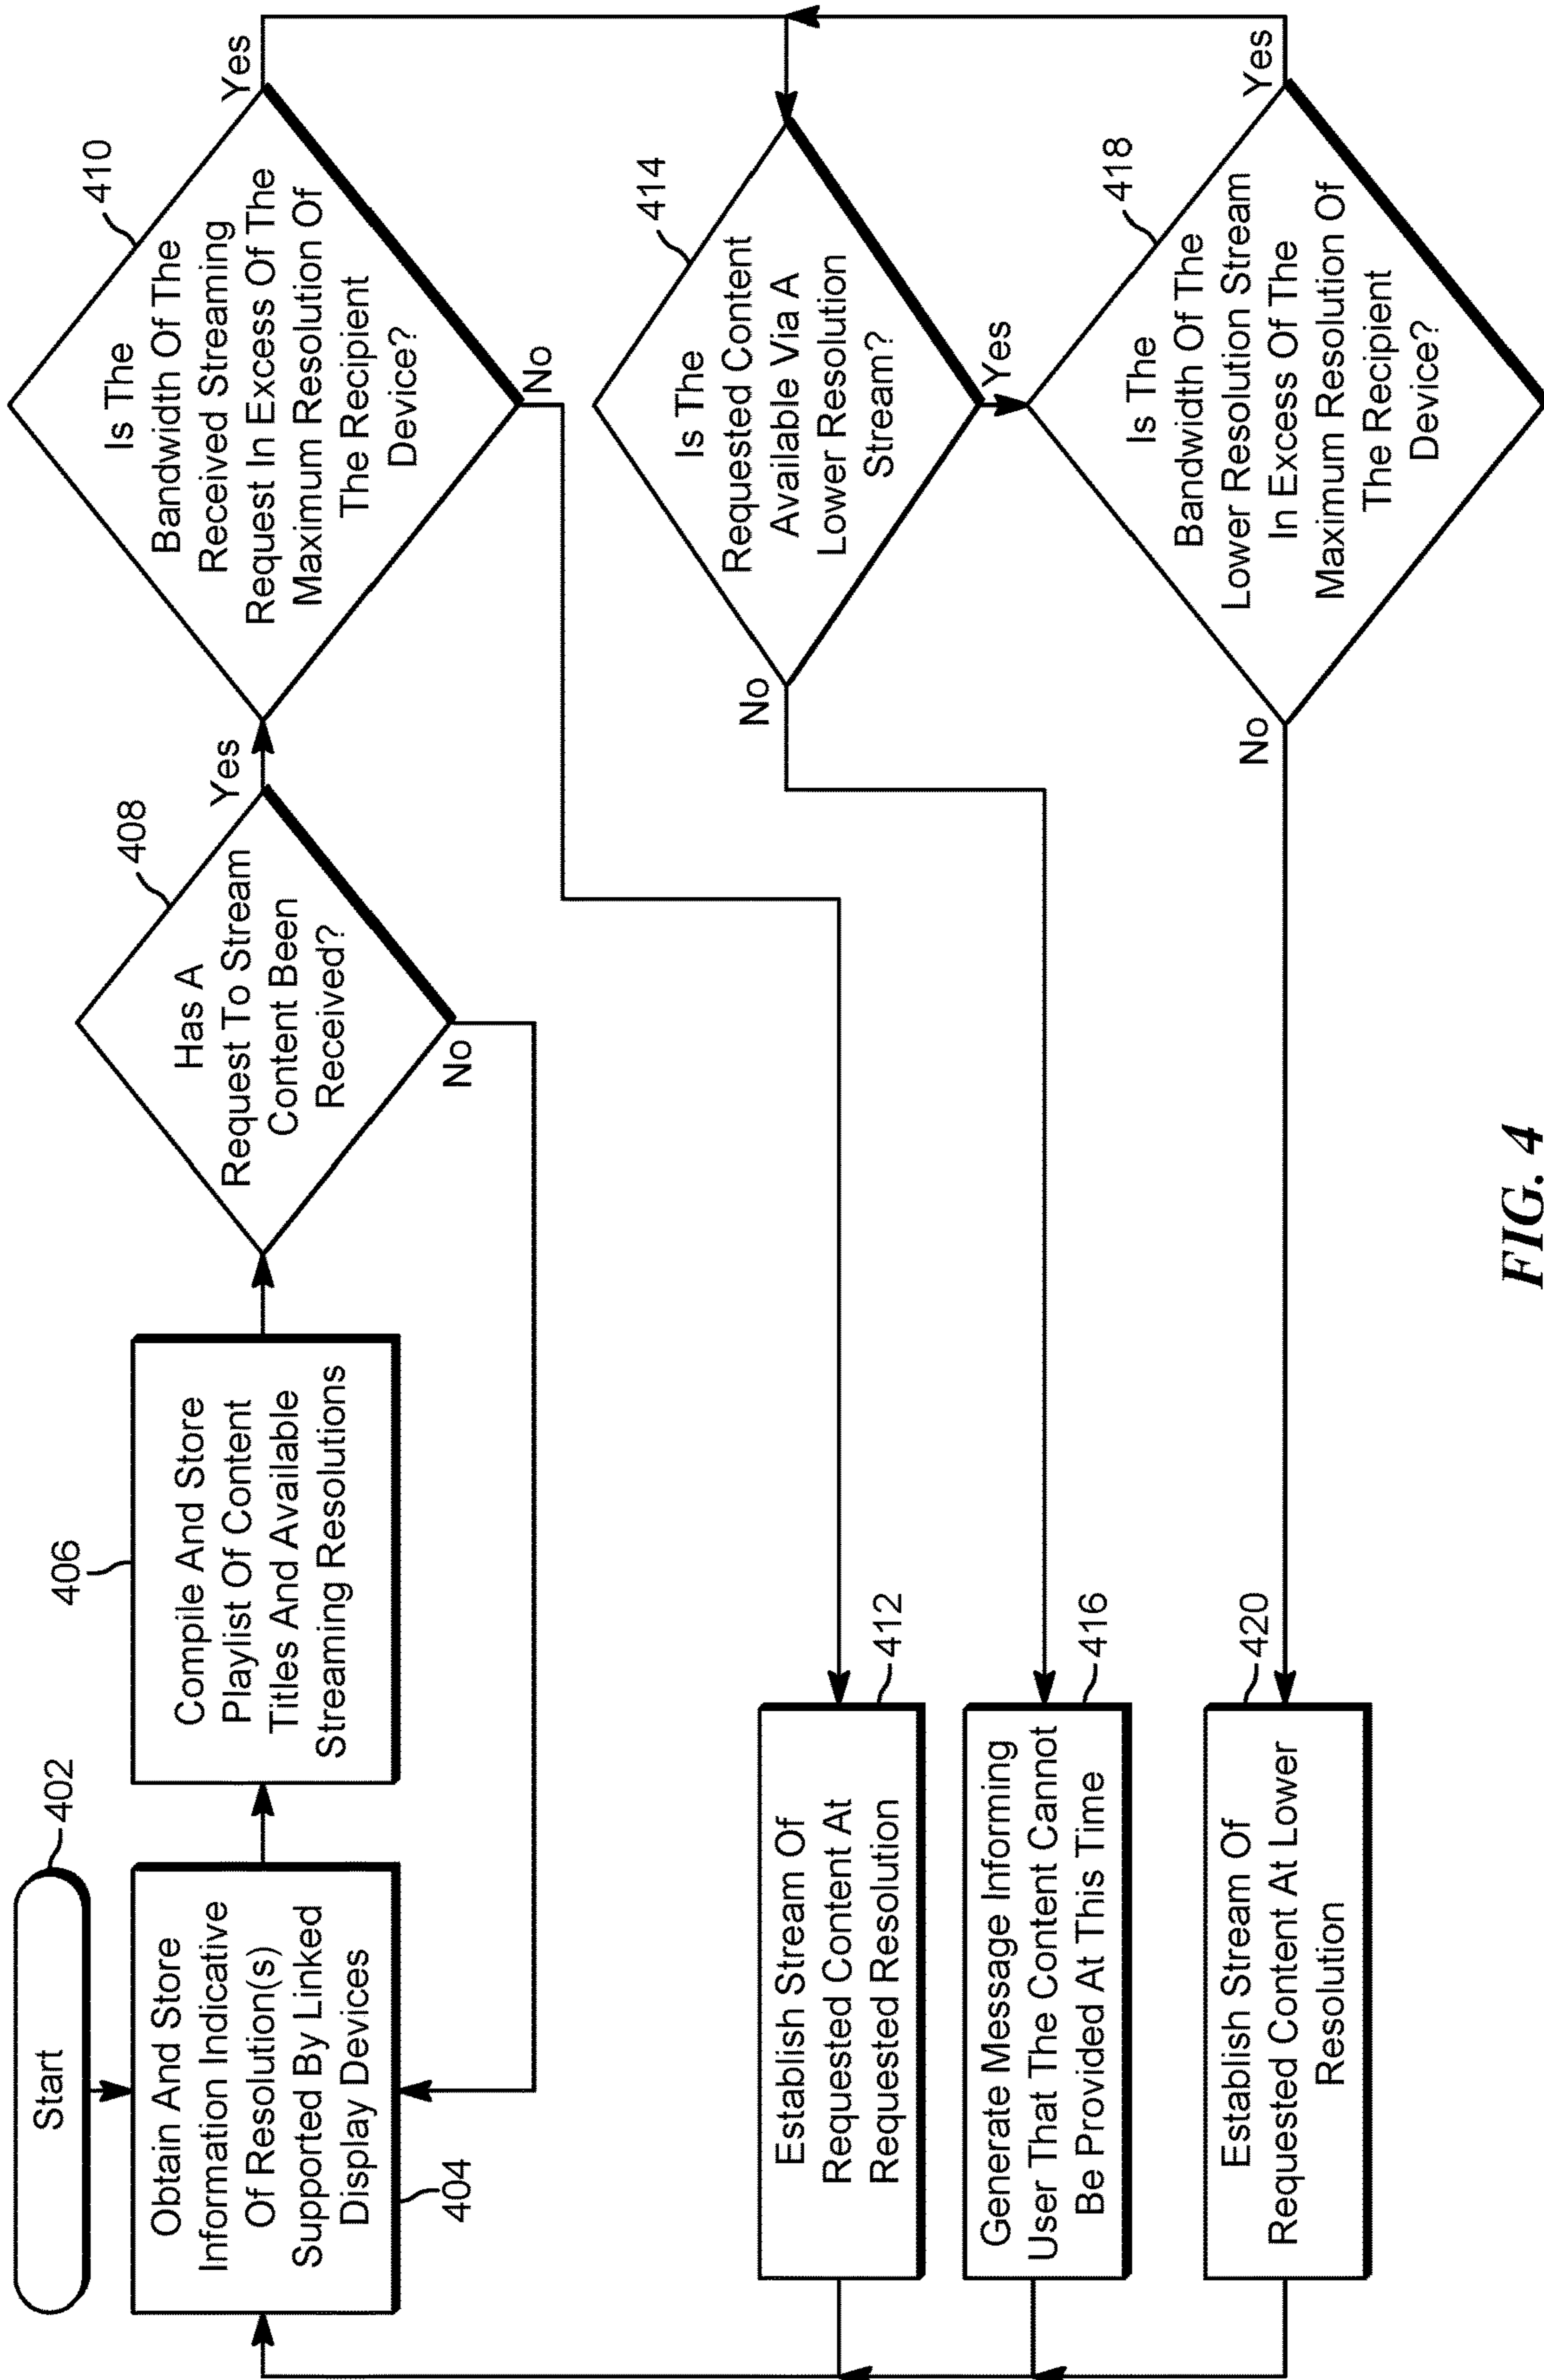 Start
402
Obtain And Store
Information Indicative
Of Resolution(s)
Supported By Linked
Display Devices
404
Compile And Store
Playlist Of Content
Titles And Available
Streaming Resolutions
406
Has A
Request To Stream
Content Been
Received?
408
Yes
No
Is The
Bandwidth Of The
Received Streaming
Request In Excess Of The
Maximum Resolution Of
The Recipient
Device?
410
Yes
No
Establish Stream Of
Requested Content At
Requested Resolution
412
Is The
Requested Content
Available Via A
Lower Resolution
Stream?
414
No
Yes
Generate Message Informing
User That The Content Cannot
Be Provided At This Time
416
Is The
Bandwidth Of The
Lower Resolution Stream
In Excess Of The
Maximum Resolution Of
The Recipient
Device?
418
Yes
No
Establish Stream Of
Requested Content At Lower
Resolution
420
FIG. 4